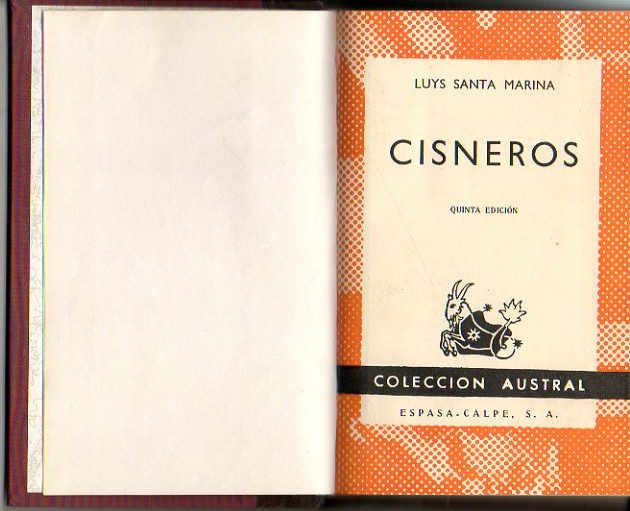 LUYS SANTA MARINA
CISNEROS
QUINTA EDICIÓN
COLECCION AUSTRAL
ESPASA-CALPE, S. A.